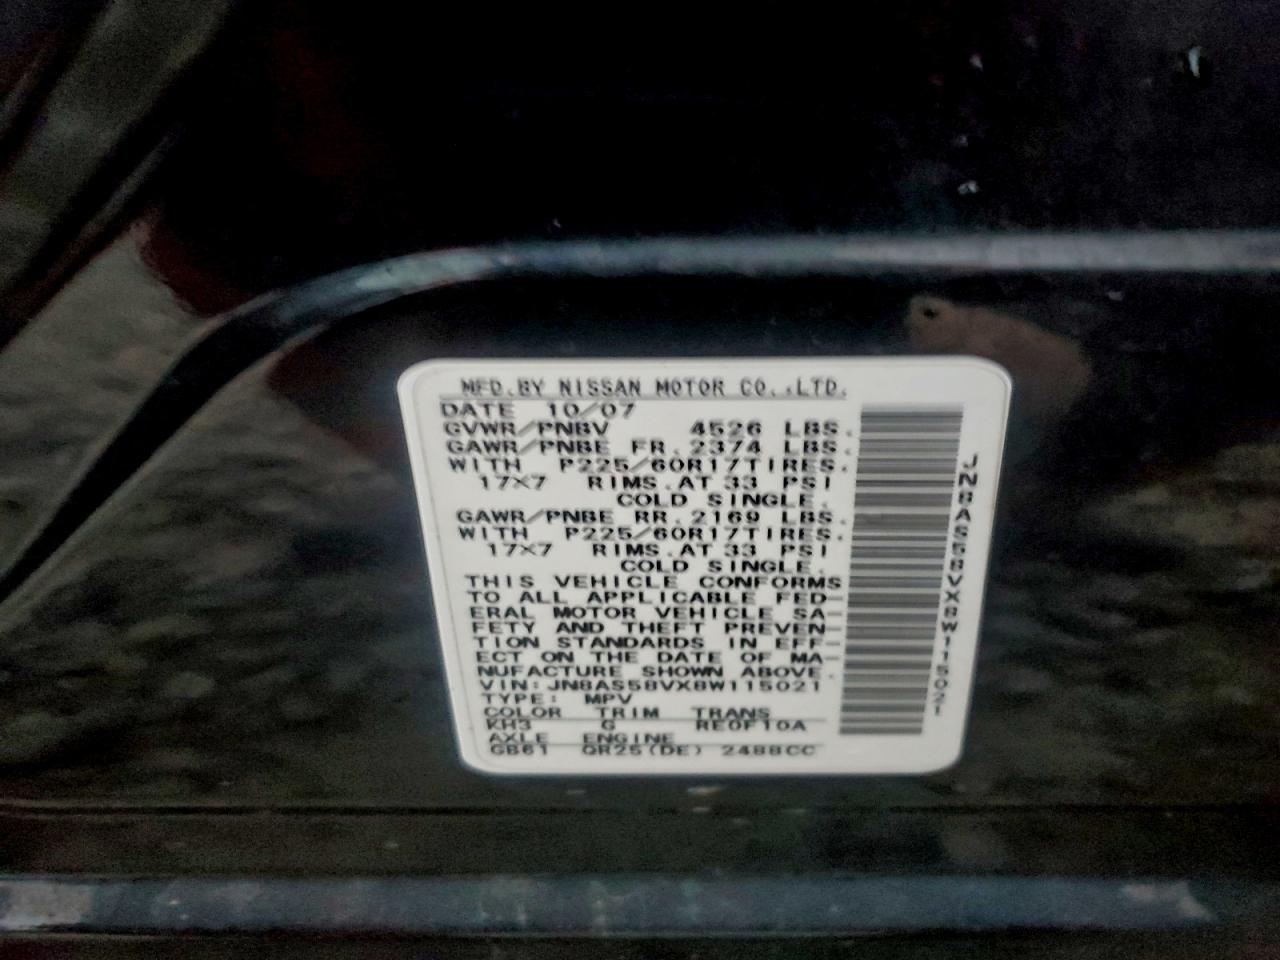 MFD.BY NISSAN MOTOR CO.,LTD.
DATE 10/07
GVWR/PNBV 4526 LBS.
GAWR/PNBE FR.2374 LBS.
WITH P225/60R17TIRES.
17X7 RIMS.AT 33 PSI
COLD SINGLE.
GAWR/PNBE RR.2169 LBS.
WITH P225/60R17TIRES.
17X7 RIMS.AT 33 PSI
COLD SINGLE.
THIS VEHICLE CONFORMS
TO ALL APPLICABLE FED-
ERAL MOTOR VEHICLE SA-
FETY AND THEFT PREVEN-
TION STANDARDS IN EFF-
ECT ON THE DATE OF MA-
NUFACTURE SHOWN ABOVE.
VIN:JN8AS58VX8W115021
TYPE: MPV
COLOR TRIM TRANS
KH3 G RE0F10A
AXLE ENGINE
GB61 QR25(DE) 2488CC
JN8AS58VX8W115021